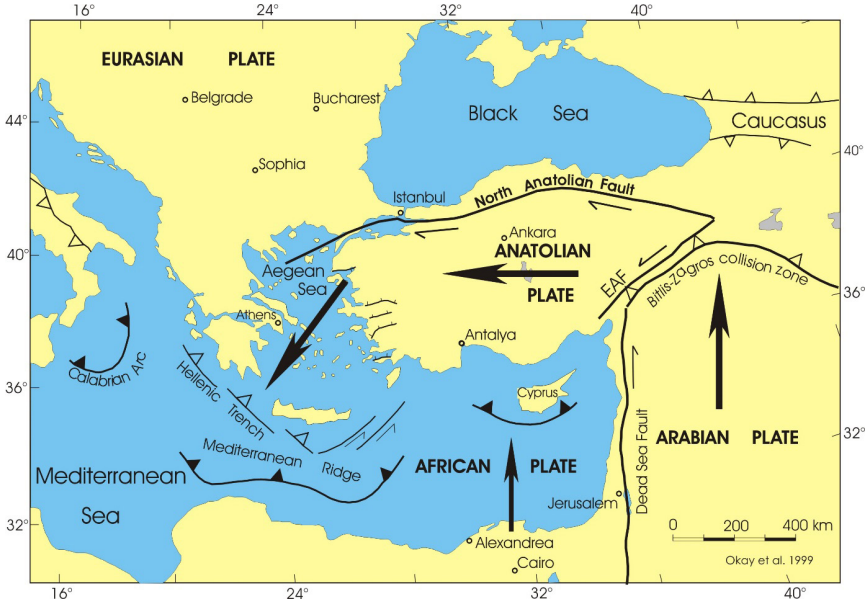 16° 24° 32° 40°
EURASIAN PLATE
Belgrade
Bucharest
Black Sea
Caucasus
44°
40°
Sophia
Istanbul
North Anatolian Fault
Ankara
ANATOLIAN
PLATE
40°
Aegean
Sea
EAF
Bitlis-Zagros collision zone
36°
Athens
Antalya
Calabrian Arc
36°
Hellenic Trench
Cyprus
Mediterranean Ridge
AFRICAN PLATE
ARABIAN PLATE
32°
Dead Sea Fault
Mediterranean
Sea
Jerusalem
32°
Alexandrea
Cairo
0 200 400 km
Okay et al. 1999
16° 24° 32° 36° 40°